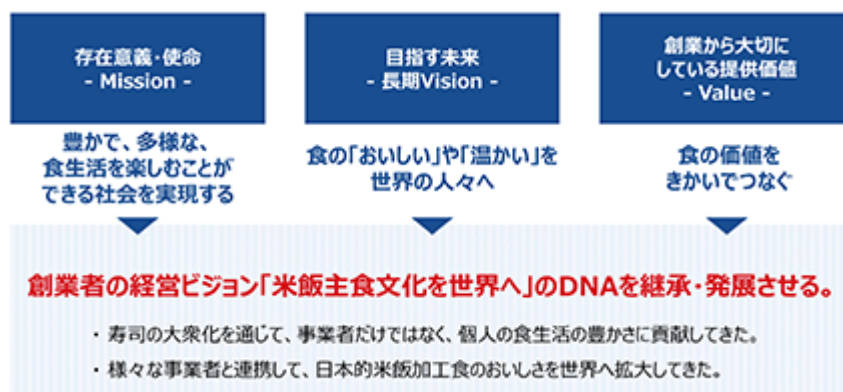 存在意義・使命
- Mission -
目指す未来
- 長期Vision -
創業から大切に
している提供価値
- Value -
豊かで、多様な、
食生活を楽しむことが
できる社会を実現する
食の「おいしい」や「温かい」を
世界の人々へ
食の価値を
きかいでつなぐ
創業者の経営ビジョン「米飯主食文化を世界へ」のDNAを継承・発展させる。
・寿司の大衆化を通じて、事業者だけではなく、個人の食生活の豊かさに貢献してきた。
・様々な事業者と連携して、日本的米飯加工食のおいしさを世界へ拡大してきた。